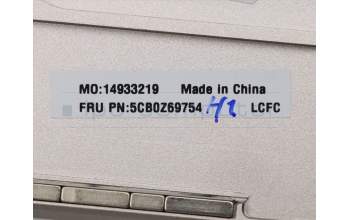 MO:14933219 Made in China
FRU PN:5CB0Z69754 H2 LCFC